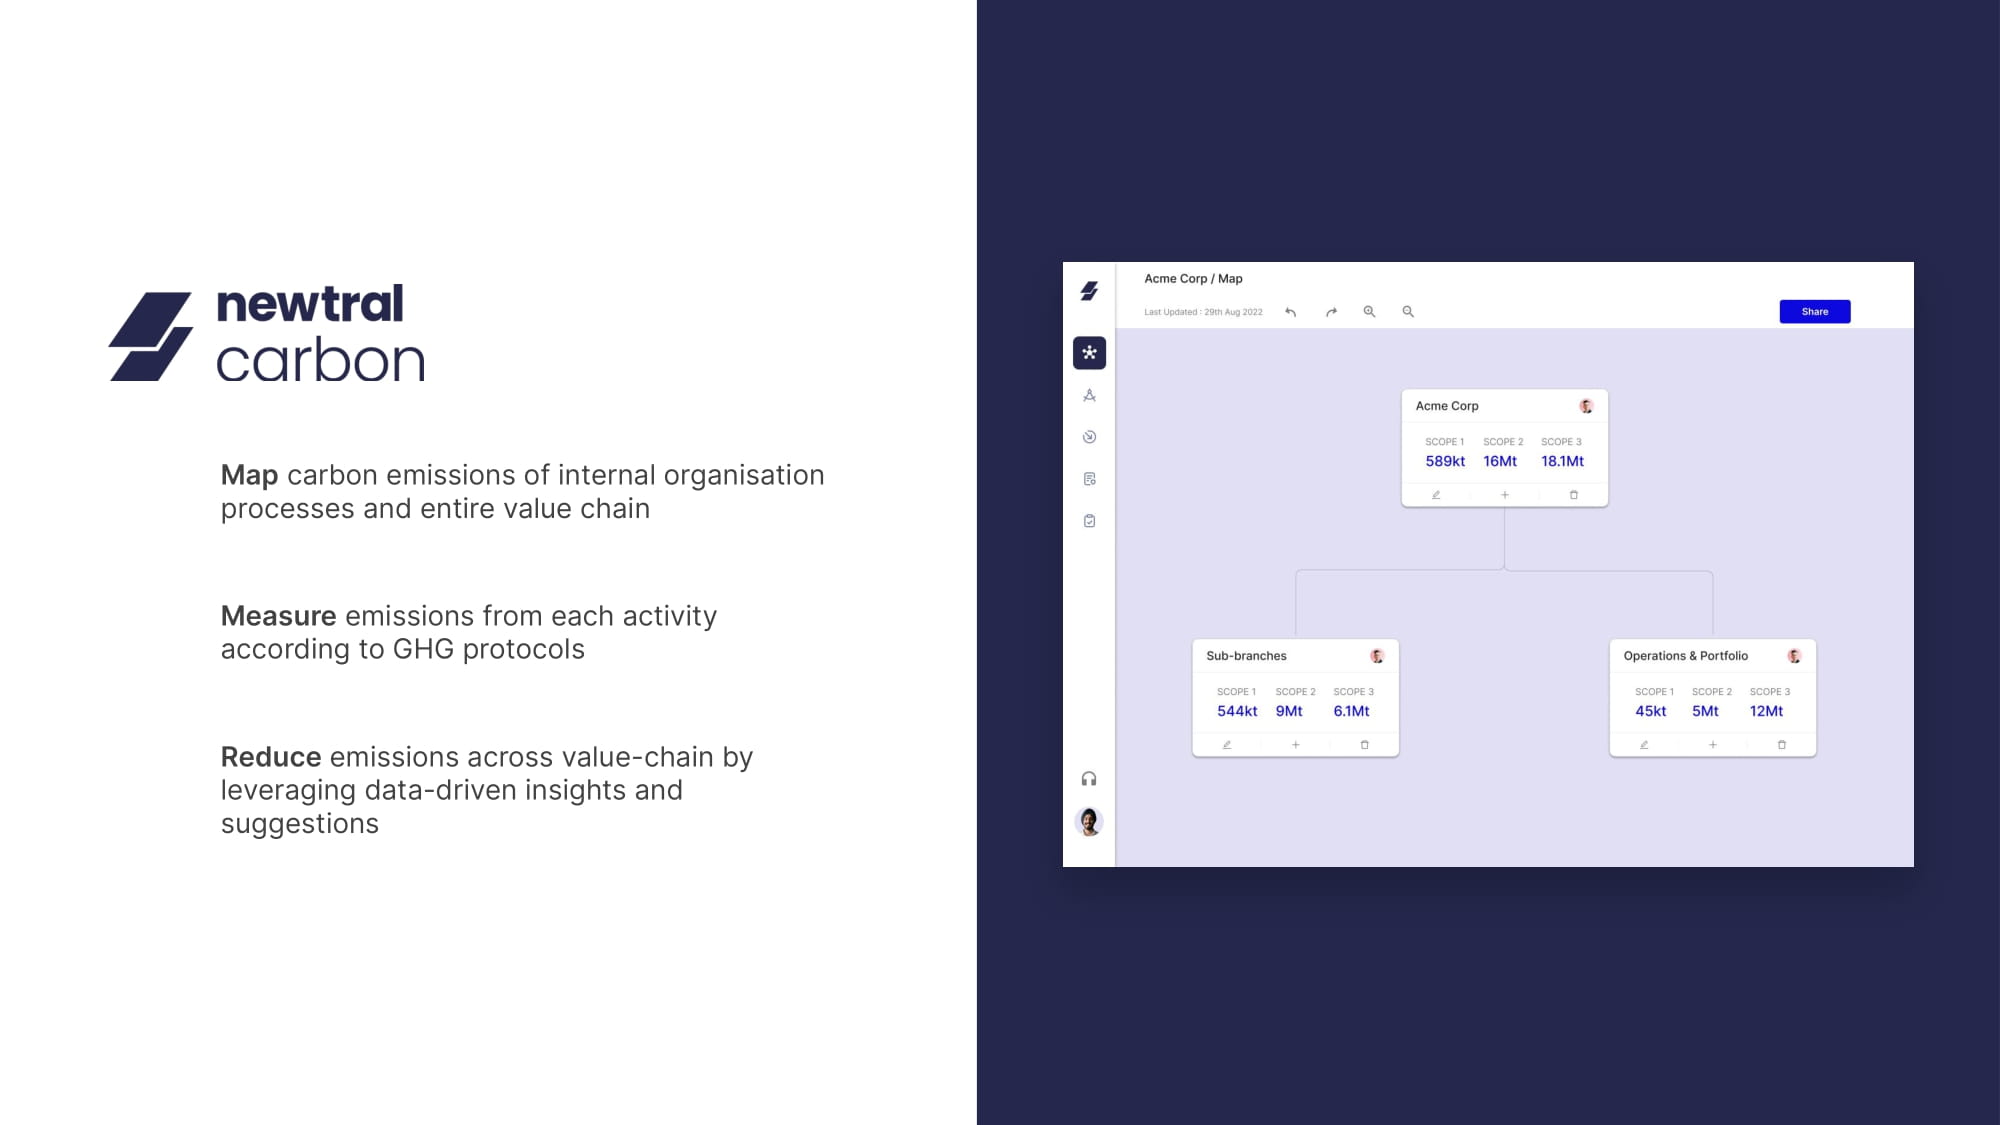 newtral
carbon
Map carbon emissions of internal organisation
processes and entire value chain
Measure emissions from each activity
according to GHG protocols
Reduce emissions across value-chain by
leveraging data-driven insights and
suggestions
Acme Corp / Map
Last Updated : 29th Aug 2022
Share
Acme Corp
SCOPE 1 SCOPE 2 SCOPE 3
589kt 16Mt 18.1Mt
Sub-branches
SCOPE 1 SCOPE 2 SCOPE 3
544kt 9Mt 6.1Mt
Operations & Portfolio
SCOPE 1 SCOPE 2 SCOPE 3
45kt 5Mt 12Mt